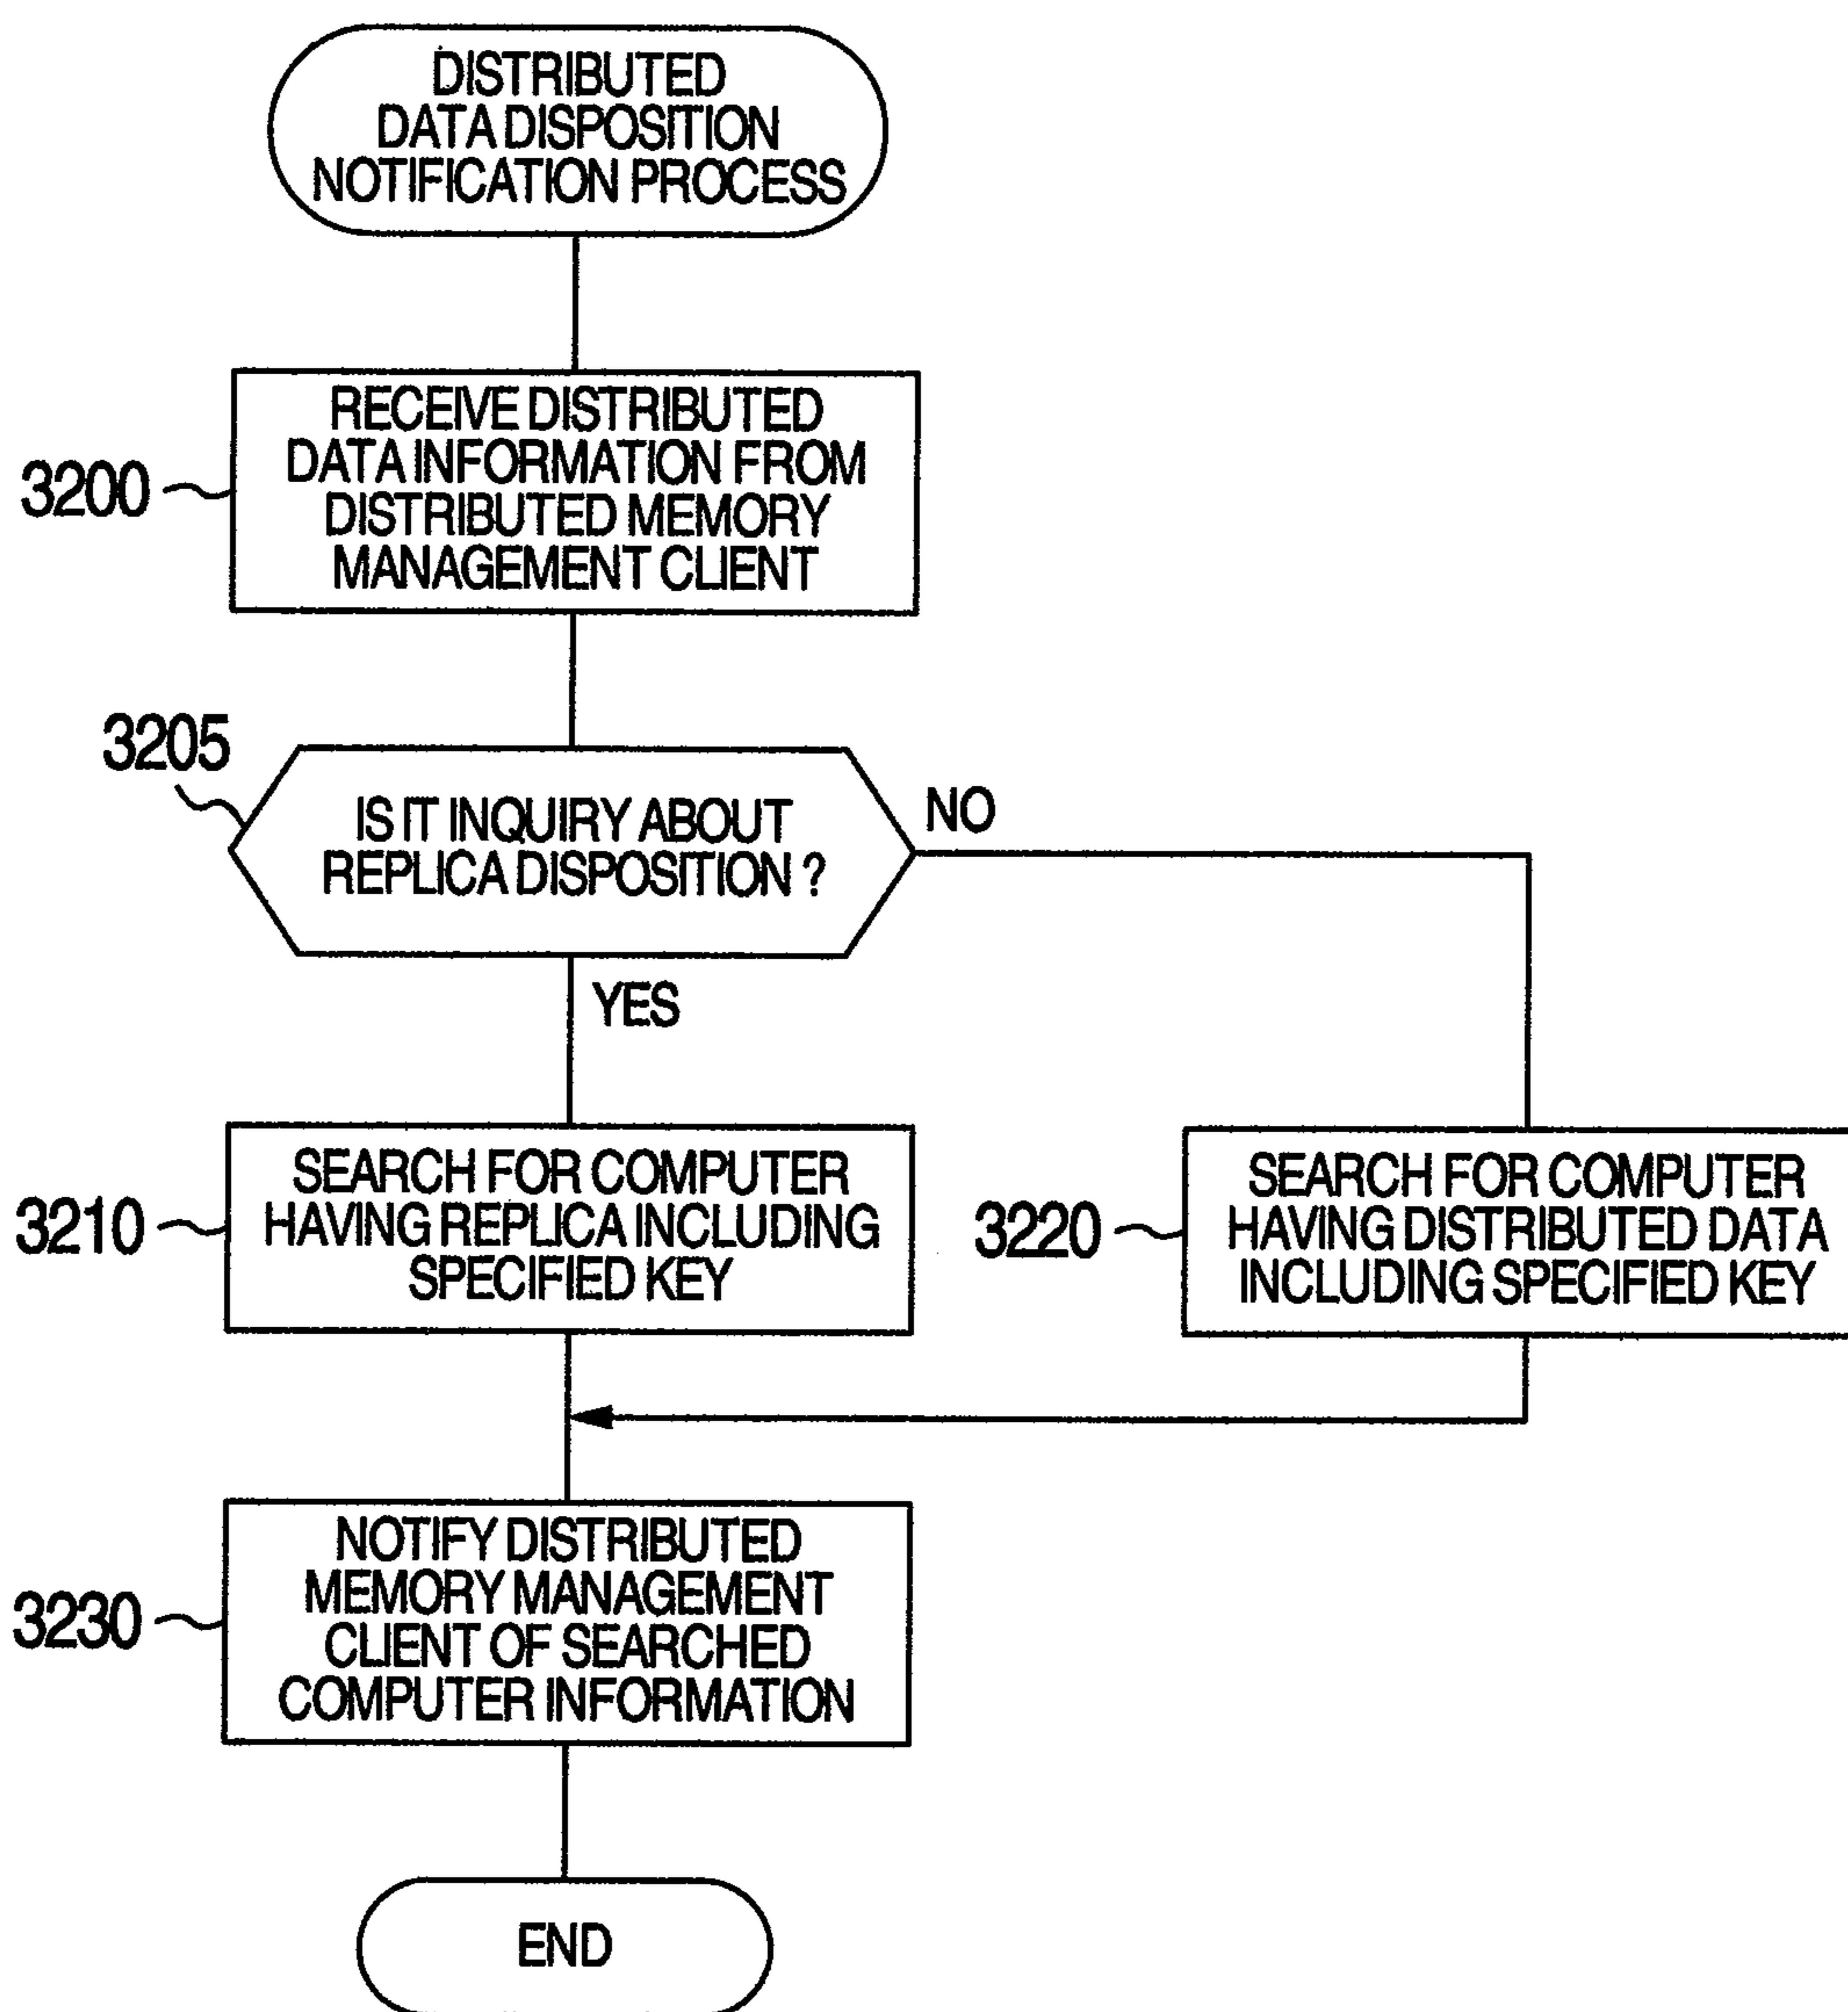 DISTRIBUTED
DATA DISPOSITION
NOTIFICATION PROCESS
3200
RECEIVE DISTRIBUTED
DATA INFORMATION FROM
DISTRIBUTED MEMORY
MANAGEMENT CLIENT
3205
IS IT INQUIRY ABOUT
REPLICA DISPOSITION ?
NO
YES
3210
SEARCH FOR COMPUTER
HAVING REPLICA INCLUDING
SPECIFIED KEY
3220
SEARCH FOR COMPUTER
HAVING DISTRIBUTED DATA
INCLUDING SPECIFIED KEY
3230
NOTIFY DISTRIBUTED
MEMORY MANAGEMENT
CLIENT OF SEARCHED
COMPUTER INFORMATION
END